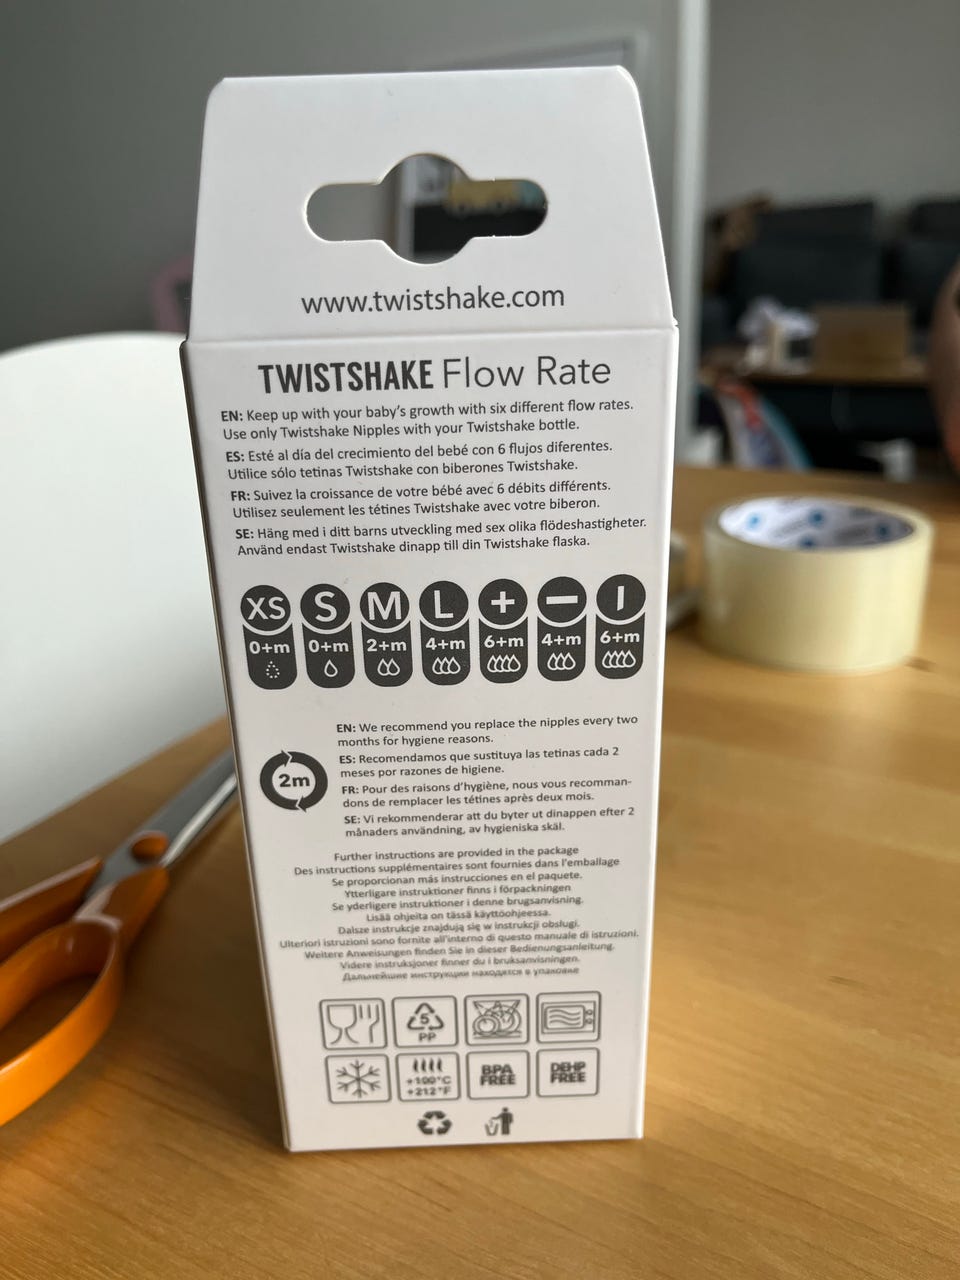 www.twistshake.com
TWISTSHAKE Flow Rate
EN: Keep up with your baby's growth with six different flow rates.
Use only Twistshake Nipples with your Twistshake bottle.
ES: Esté al día del crecimiento del bebé con 6 flujos diferentes.
Utilice sólo tetinas Twistshake con biberones Twistshake.
FR: Suivez la croissance de votre bébé avec 6 débits différents.
Utilisez seulement les tétines Twistshake avec votre biberon.
SE: Häng med i ditt barns utveckling med sex olika flödeshastigheter.
Använd endast Twistshake dinapp till din Twistshake flaska.
XS S M L + − I
0+m 0+m 2+m 4+m 6+m 4+m 6+m
2m
EN: We recommend you replace the nipples every two
months for hygiene reasons.
ES: Recomendamos que sustituya las tetinas cada 2
meses por razones de higiene.
FR: Pour des raisons d'hygiène, nous vous recomman-
dons de remplacer les tétines après deux mois.
SE: Vi rekommenderar att du byter ut dinappen efter 2
månaders användning, av hygieniska skäl.
Further instructions are provided in the package
Des instructions supplémentaires sont fournies dans l'emballage
Se proporcionan más instrucciones en el paquete.
Ytterligare instruktioner finns i förpackningen
Se yderligere instruktioner i denne brugsanvisning.
Lisää ohjeita on tässä käyttöohjeessa.
Dalsze instrukcje znajdują się w instrukcji obsługi.
Ulteriori istruzioni sono fornite all'interno di questo manuale di istruzioni.
Weitere Anweisungen finden Sie in dieser Bedienungsanleitung.
Videre instruksjoner finner du i bruksanvisningen.
Дальнейшие инструкции находятся в упаковке
5
PP
+100°C
+212°F
BPA
FREE
DEHP
FREE